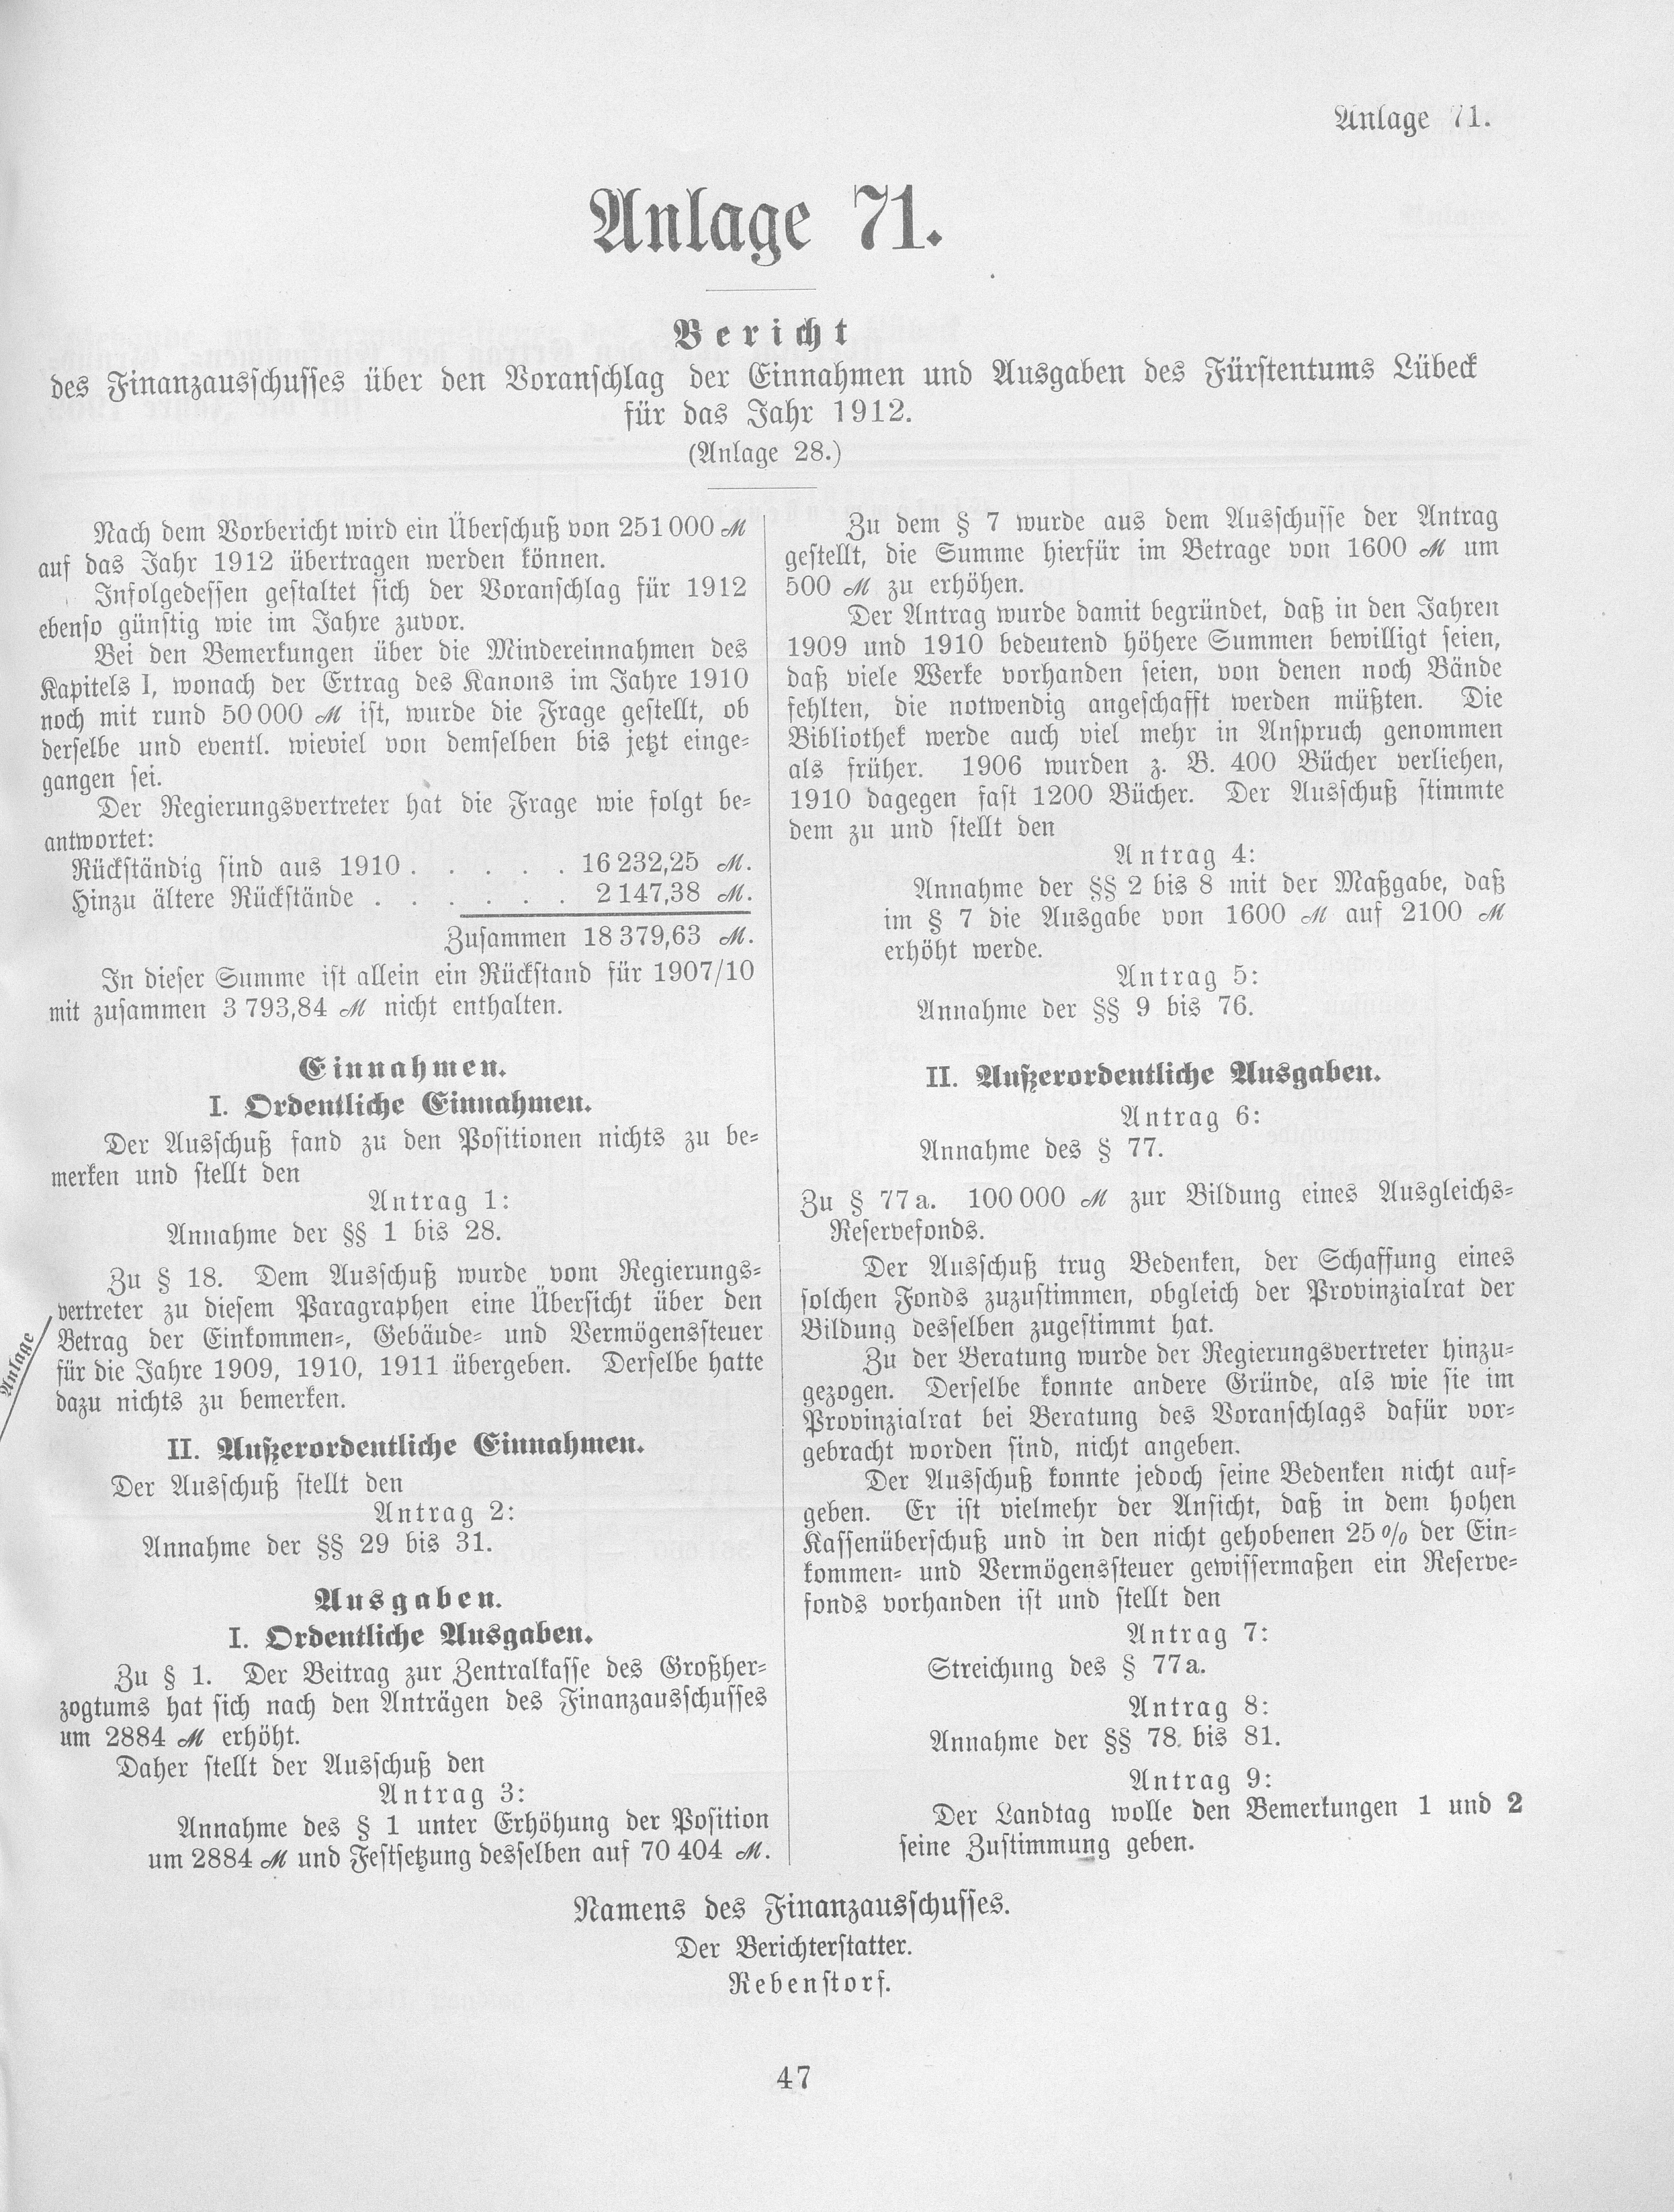 Anlage 71.
Anlage 71.
Bericht
des Finanzausschusses über den Voranschlag der Einnahmen und Ausgaben des Fürstentums Lübeck
für das Jahr 1912.
(Anlage 28.)
Nach dem Vorbericht wird ein Überschuß von 251 000 ℳ
auf das Jahr 1912 übertragen werden können.
Infolgedessen gestaltet sich der Voranschlag für 1912
ebenso günstig wie im Jahre zuvor.
Bei den Bemerkungen über die Mindereinnahmen des
Kapitels I, wonach der Ertrag des Kanons im Jahre 1910
noch mit rund 50 000 ℳ ist, wurde die Frage gestellt, ob
derselbe und eventl. wieviel von demselben bis jetzt einge-
gangen sei.
Der Regierungsvertreter hat die Frage wie folgt be-
antwortet:
Rückständig sind aus 1910 . . . . . 16 232,25 ℳ.
Hinzu ältere Rückstände . . . . . . 2 147,38 ℳ.
Zusammen 18 379,63 ℳ.
In dieser Summe ist allein ein Rückstand für 1907/10
mit zusammen 3 793,84 ℳ nicht enthalten.
Einnahmen.
I. Ordentliche Einnahmen.
Der Ausschuß fand zu den Positionen nichts zu be-
merken und stellt den
Antrag 1:
Annahme der §§ 1 bis 28.
Zu § 18. Dem Ausschuß wurde vom Regierungs-
vertreter zu diesem Paragraphen eine Übersicht über den
Betrag der Einkommen-, Gebäude- und Vermögenssteuer
für die Jahre 1909, 1910, 1911 übergeben. Derselbe hatte
dazu nichts zu bemerken.
Anlage
II. Außerordentliche Einnahmen.
Der Ausschuß stellt den
Antrag 2:
Annahme der §§ 29 bis 31.
Ausgaben.
I. Ordentliche Ausgaben.
Zu § 1. Der Beitrag zur Zentralkasse des Großher-
zogtums hat sich nach den Anträgen des Finanzausschusses
um 2884 ℳ erhöht.
Daher stellt der Ausschuß den
Antrag 3:
Annahme des § 1 unter Erhöhung der Position
um 2884 ℳ und Festsetzung desselben auf 70 404 ℳ.
Zu dem § 7 wurde aus dem Ausschusse der Antrag
gestellt, die Summe hierfür im Betrage von 1600 ℳ um
500 ℳ zu erhöhen.
Der Antrag wurde damit begründet, daß in den Jahren
1909 und 1910 bedeutend höhere Summen bewilligt seien,
daß viele Werke vorhanden seien, von denen noch Bände
fehlten, die notwendig angeschafft werden müßten. Die
Bibliothek werde auch viel mehr in Anspruch genommen
als früher. 1906 wurden z. B. 400 Bücher verliehen,
1910 dagegen fast 1200 Bücher. Der Ausschuß stimmte
dem zu und stellt den
Antrag 4:
Annahme der §§ 2 bis 8 mit der Maßgabe, daß
im § 7 die Ausgabe von 1600 ℳ auf 2100 ℳ
erhöht werde.
Antrag 5:
Annahme der §§ 9 bis 76.
II. Außerordentliche Ausgaben.
Antrag 6:
Annahme des § 77.
Zu § 77a. 100 000 ℳ zur Bildung eines Ausgleichs-
Reservefonds.
Der Ausschuß trug Bedenken, der Schaffung eines
solchen Fonds zuzustimmen, obgleich der Provinzialrat der
Bildung desselben zugestimmt hat.
Zu der Beratung wurde der Regierungsvertreter hinzu-
gezogen. Derselbe konnte andere Gründe, als wie sie im
Provinzialrat bei Beratung des Voranschlags dafür vor-
gebracht worden sind, nicht angeben.
Der Ausschuß konnte jedoch seine Bedenken nicht auf-
geben. Er ist vielmehr der Ansicht, daß in dem hohen
Kassenüberschuß und in den nicht gehobenen 25 % der Ein-
kommen- und Vermögenssteuer gewissermaßen ein Reserve-
fonds vorhanden ist und stellt den
Antrag 7:
Streichung des § 77a.
Antrag 8:
Annahme der §§ 78 bis 81.
Antrag 9:
Der Landtag wolle den Bemerkungen 1 und 2
seine Zustimmung geben.
Namens des Finanzausschusses.
Der Berichterstatter.
Rebenstorf.
47